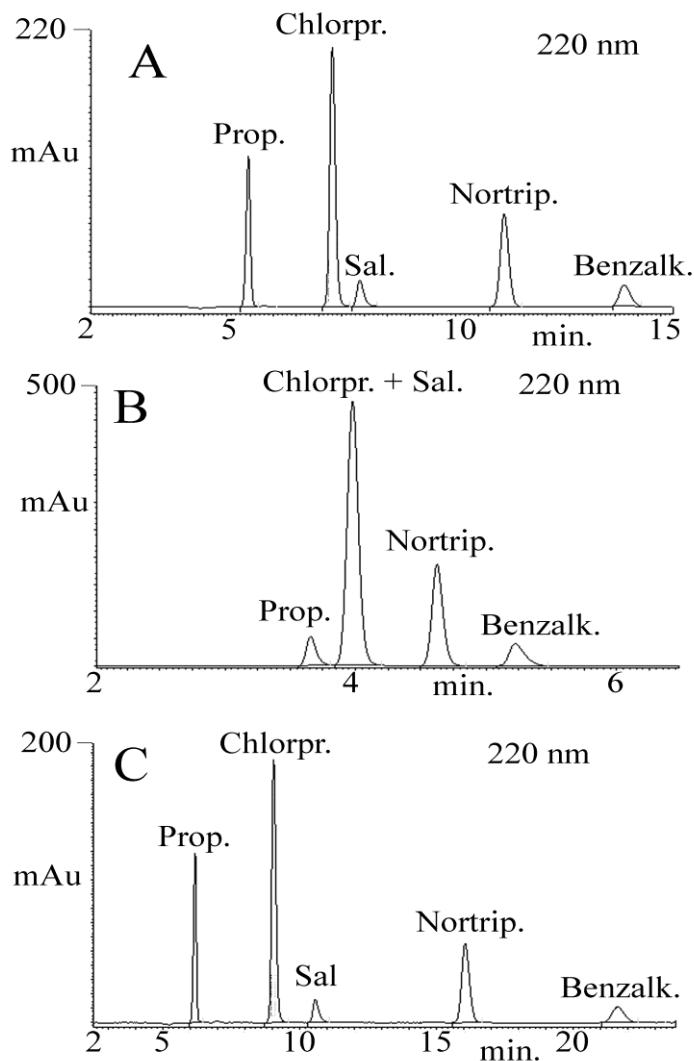 220 Chlorpr. 220 nm
A
Prop.
mAu Nortrip.
Sal. Benzalk.
2 5 10 min. 15
Chlorpr. + Sal. 220 nm
500
B
mAu
Nortrip.
Prop. Benzalk.
2 4 min. 6
200 Chlorpr. 220 nm
C
Prop.
mAu
Nortrip.
Sal Benzalk.
2 5 10 15 min. 20